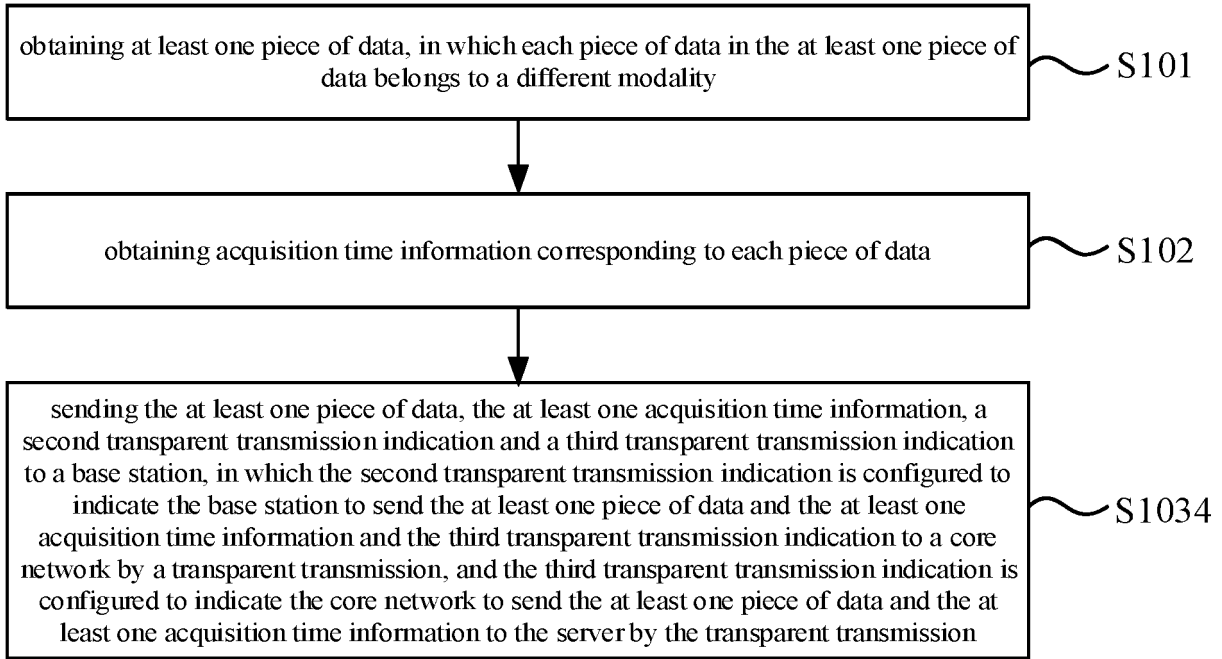 obtaining at least one piece of data, in which each piece of data in the at least one piece of
data belongs to a different modality
S101
obtaining acquisition time information corresponding to each piece of data
S102
sending the at least one piece of data, the at least one acquisition time information, a
second transparent transmission indication and a third transparent transmission indication
to a base station, in which the second transparent transmission indication is configured to
indicate the base station to send the at least one piece of data and the at least one
acquisition time information and the third transparent transmission indication to a core
network by a transparent transmission, and the third transparent transmission indication is
configured to indicate the core network to send the at least one piece of data and the at
least one acquisition time information to the server by the transparent transmission
S1034